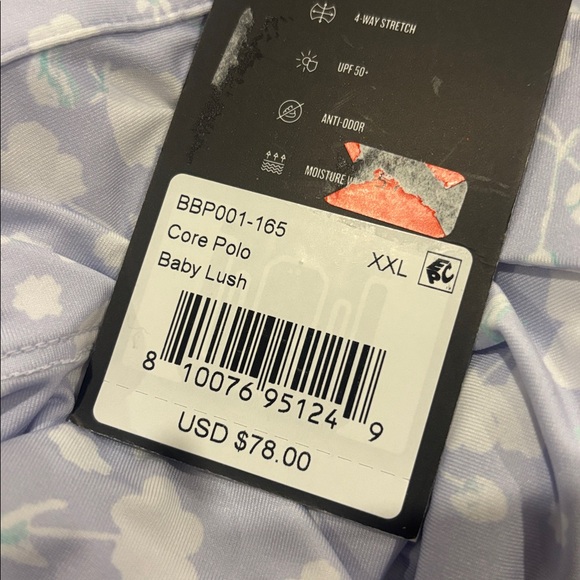 4-WAY STRETCH
UPF 50+
ANTI-ODOR
MOISTURE
BBP001-165
Core Polo
XXL
Baby Lush
8 10076 95124 9
USD $78.00